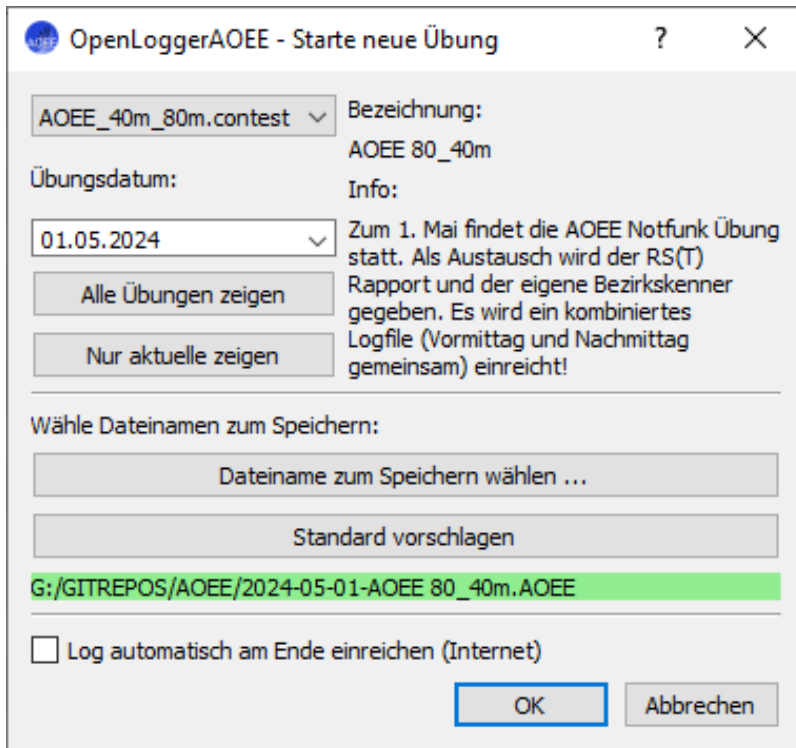 AOEE
OpenLoggerAOEE - Starte neue Übung
?
AOEE_40m_80m.contest
Übungsdatum:
01.05.2024
Alle Übungen zeigen
Nur aktuelle zeigen
Bezeichnung:
AOEE 80_40m
Info:
Zum 1. Mai findet die AOEE Notfunk Übung
statt. Als Austausch wird der RS(T)
Rapport und der eigene Bezirkskenner
gegeben. Es wird ein kombiniertes
Logfile (Vormittag und Nachmittag
gemeinsam) einreicht!
Wähle Dateinamen zum Speichern:
Dateiname zum Speichern wählen ...
Standard vorschlagen
G:/GITREPOS/AOEE/2024-05-01-AOEE 80_40m.AOEE
Log automatisch am Ende einreichen (Internet)
OK
Abbrechen